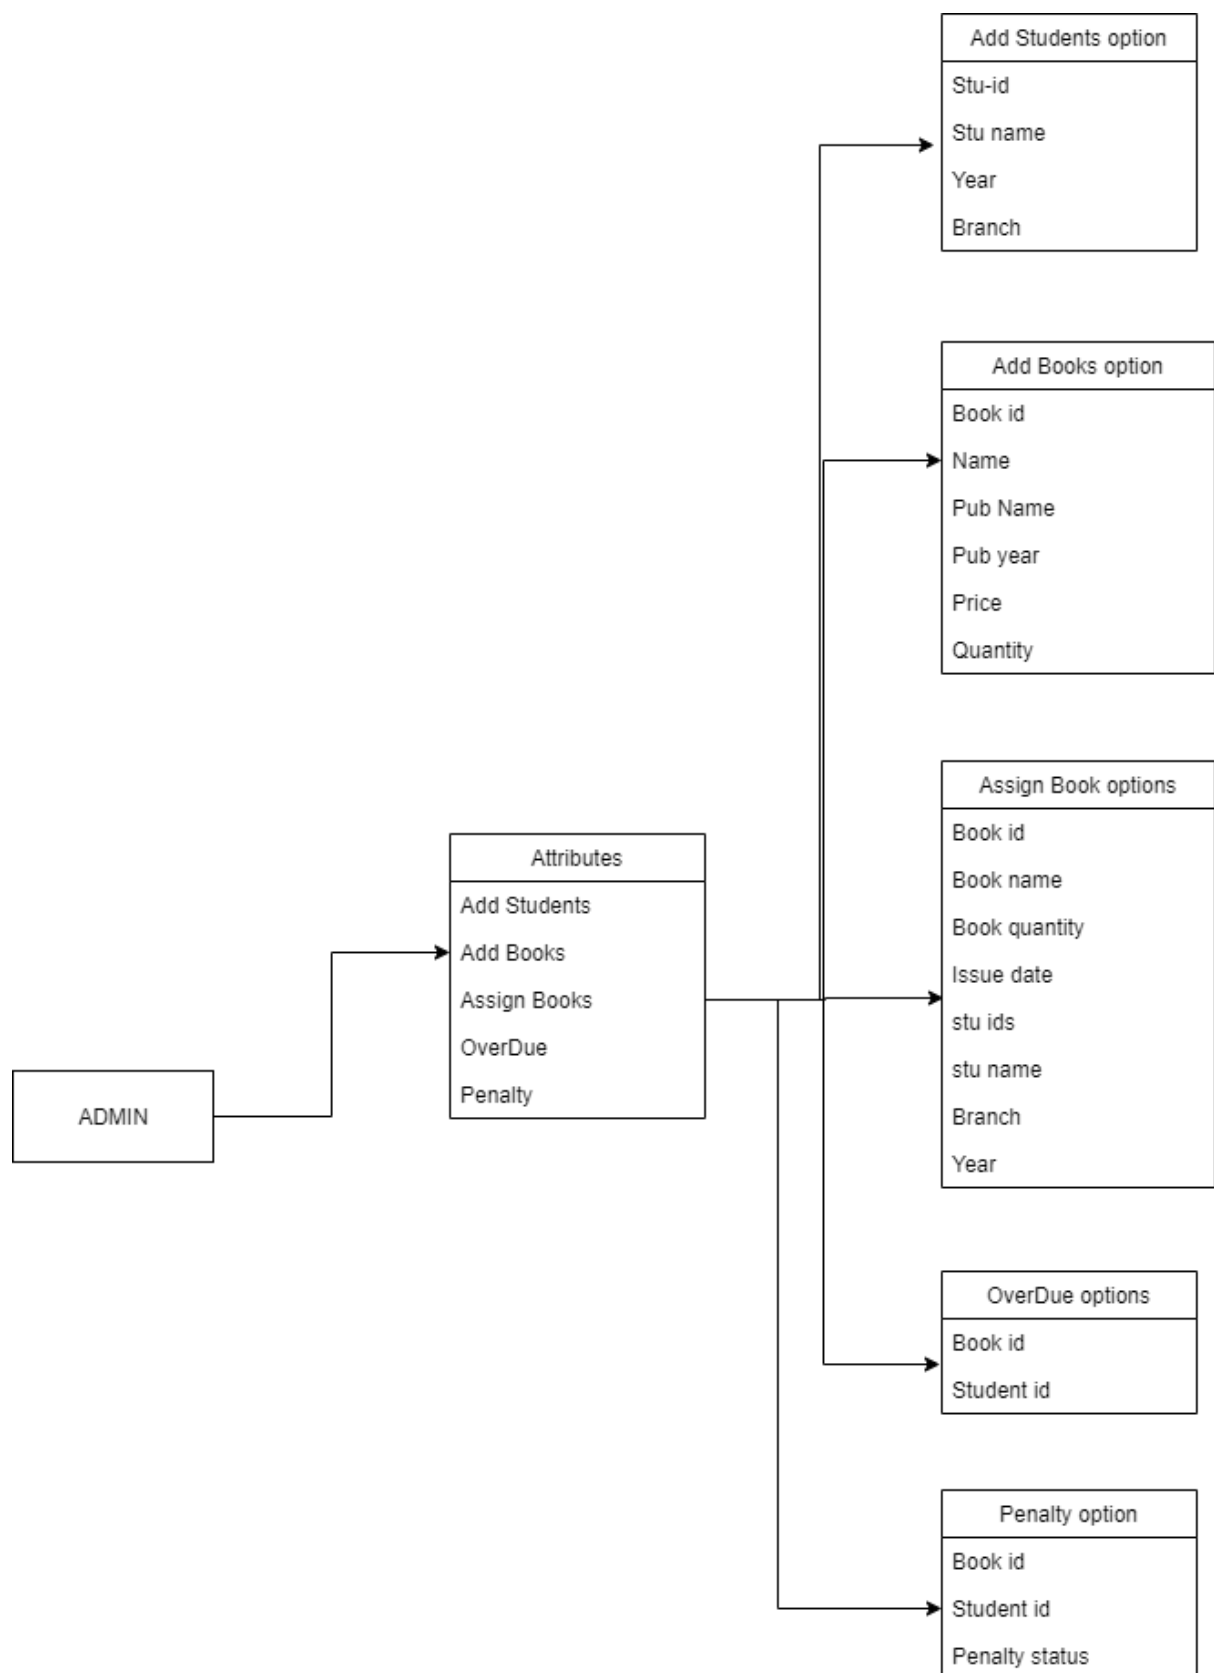 Add Students option
Stu-id
Stu name
Year
Branch
Add Books option
Book id
Name
Pub Name
Pub year
Price
Quantity
Assign Book options
Book id
Book name
Book quantity
Issue date
stu ids
stu name
Branch
Year
Attributes
Add Students
Add Books
Assign Books
OverDue
Penalty
ADMIN
OverDue options
Book id
Student id
Penalty option
Book id
Student id
Penalty status